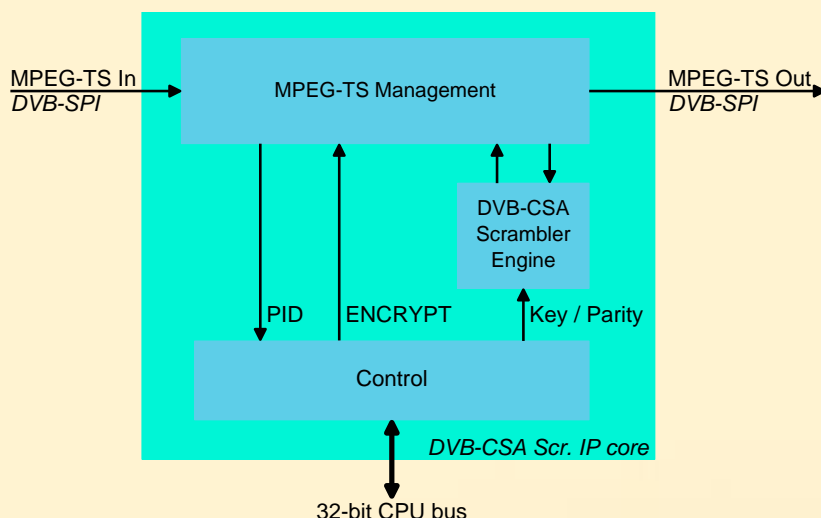 MPEG-TS In
DVB-SPI
MPEG-TS Management
MPEG-TS Out
DVB-SPI
DVB-CSA
Scrambler
Engine
PID
ENCRYPT
Key / Parity
Control
DVB-CSA Scr. IP core
32-bit CPU bus